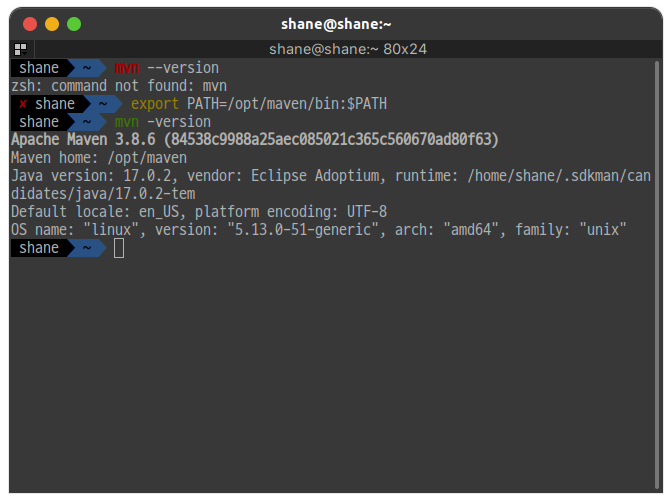 shane@shane:~
shane@shane:~ 80x24
shane ~ mvn --version
zsh: command not found: mvn
✘ shane ~ export PATH=/opt/maven/bin:$PATH
shane ~ mvn -version
Apache Maven 3.8.6 (84538c9988a25aec085021c365c560670ad80f63)
Maven home: /opt/maven
Java version: 17.0.2, vendor: Eclipse Adoptium, runtime: /home/shane/.sdkman/can
didates/java/17.0.2-tem
Default locale: en_US, platform encoding: UTF-8
OS name: "linux", version: "5.13.0-51-generic", arch: "amd64", family: "unix"
shane ~